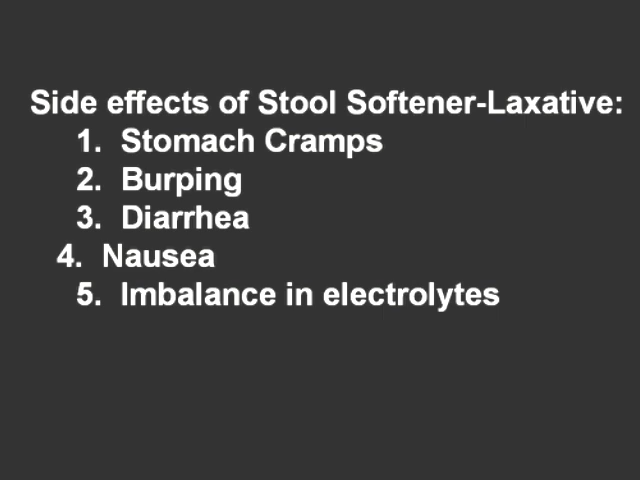 Side effects of Stool Softener-Laxative:
1. Stomach Cramps
2. Burping
3. Diarrhea
4. Nausea
5. Imbalance in electrolytes